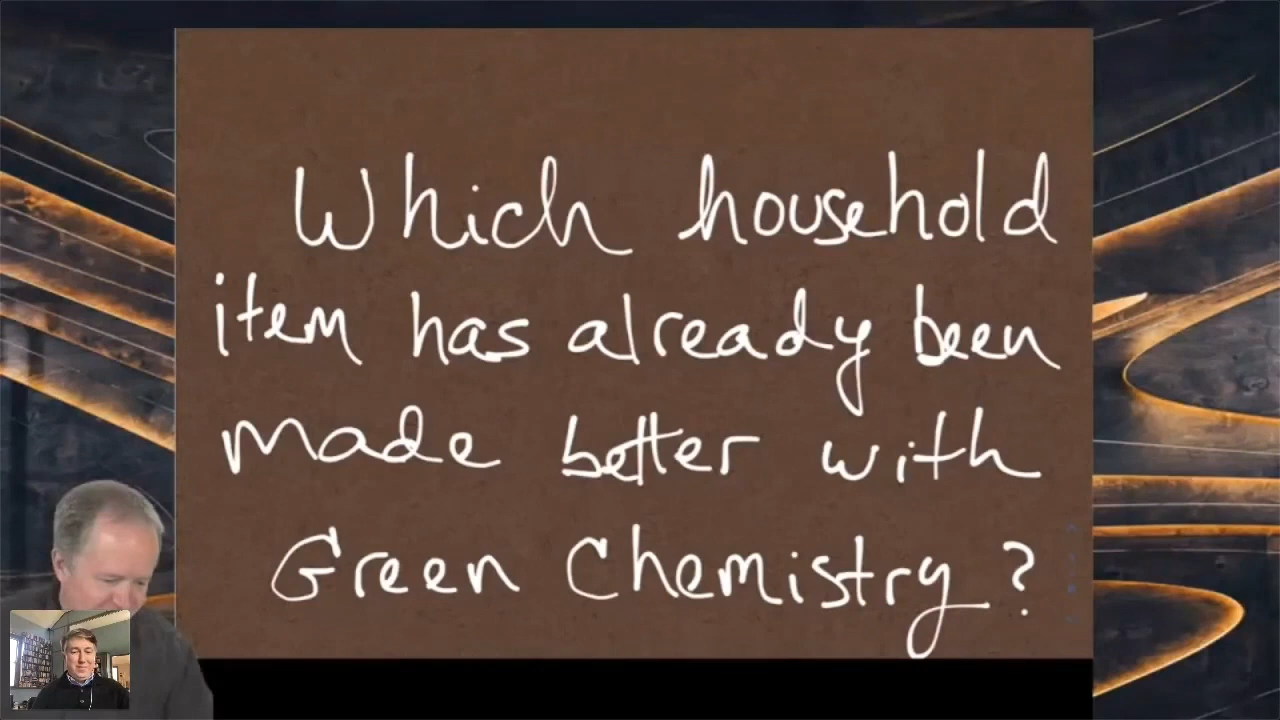 Which household
item has already been
made better with
Green Chemistry?